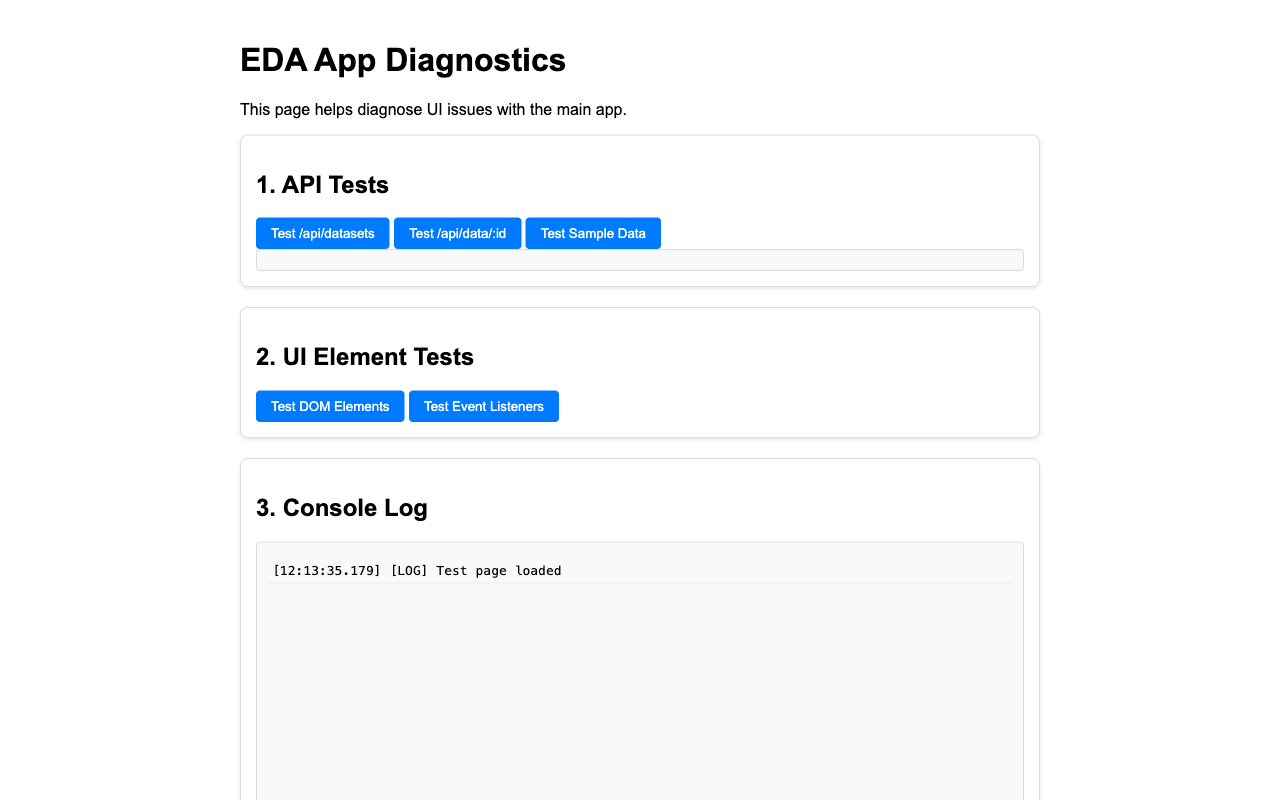 EDA App Diagnostics
This page helps diagnose UI issues with the main app.
1. API Tests
Test /api/datasets Test /api/data/:id Test Sample Data
2. UI Element Tests
Test DOM Elements Test Event Listeners
3. Console Log
[12:13:35.179] [LOG] Test page loaded